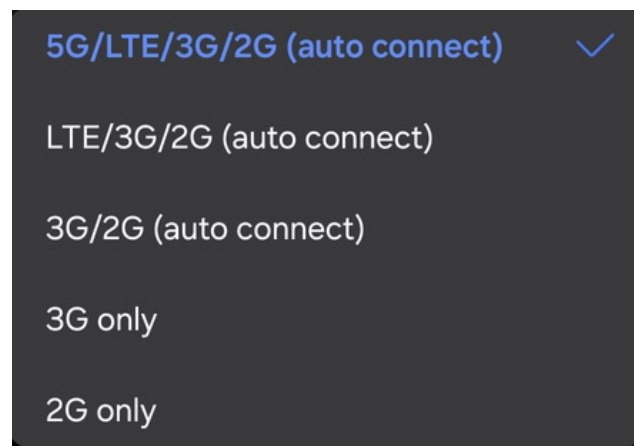 5G/LTE/3G/2G (auto connect)
LTE/3G/2G (auto connect)
3G/2G (auto connect)
3G only
2G only